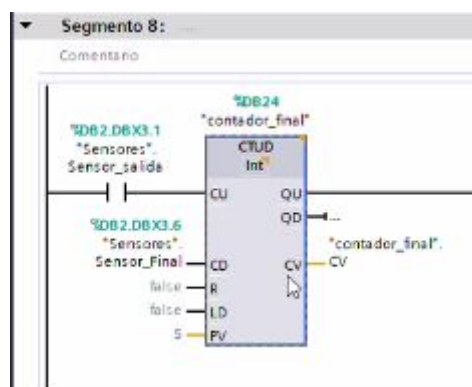 Segmento 8:
Comentario
%DB24
"contador_final"
%DB2.DBX3.1
"Sensores".
Sensor_salida
CTUD
Int
CU
QU
QD
...
%DB2.DBX3.6
"Sensores".
Sensor_Final
CD
"contador_final".
CV
CV
false
R
false
LD
5
PV